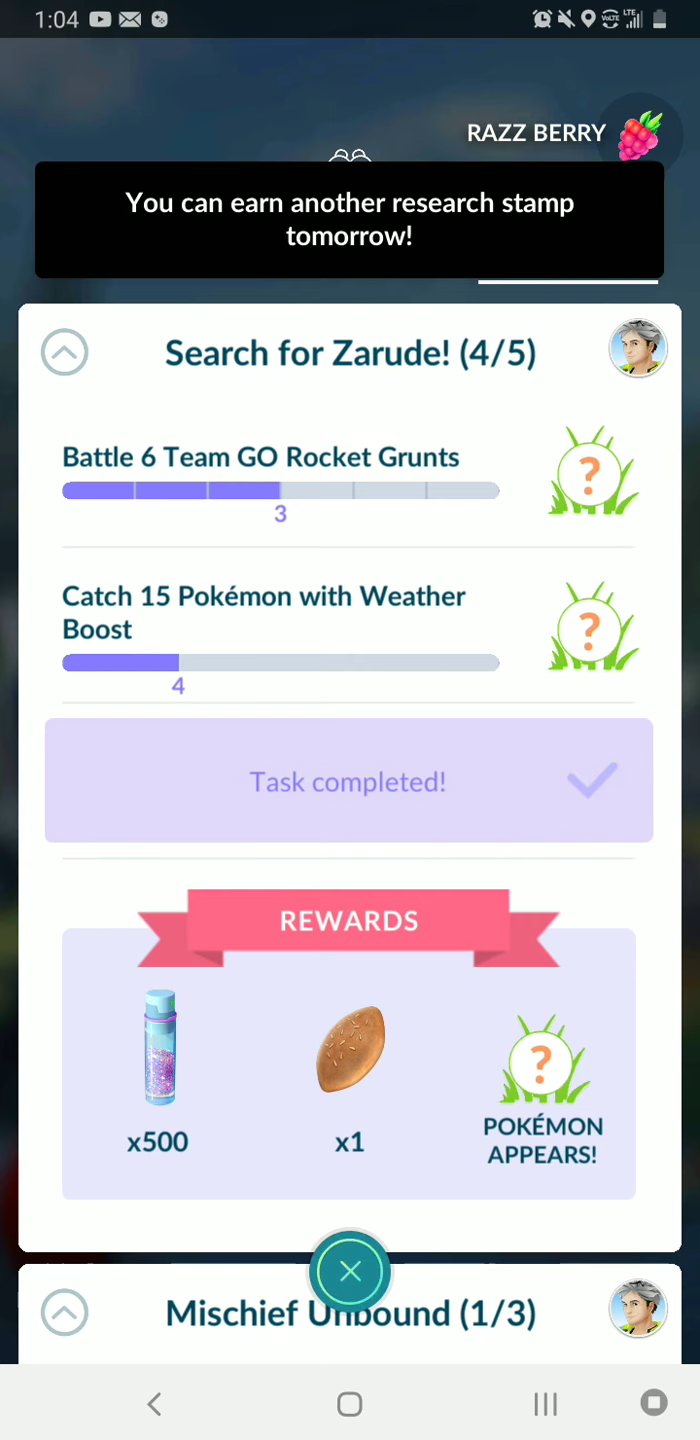 1:04
VoLTE LTE
RAZZ BERRY
You can earn another research stamp
tomorrow!
Search for Zarude! (4/5)
Battle 6 Team GO Rocket Grunts
?
3
Catch 15 Pokémon with Weather
Boost
?
4
Task completed!
REWARDS
?
x500
x1
POKÉMON
APPEARS!
Mischief Unbound (1/3)